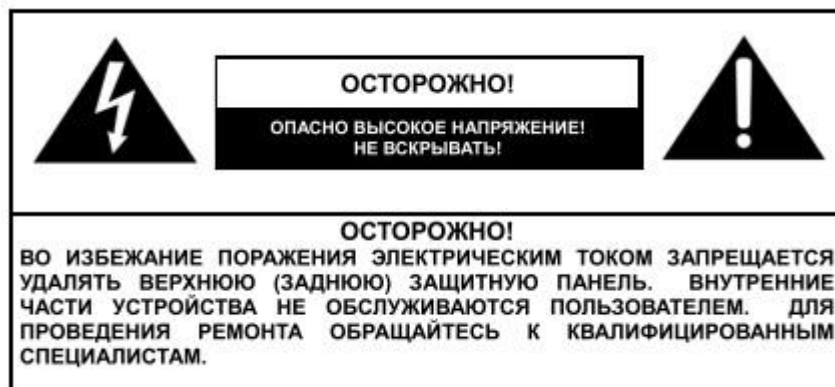 ОСТОРОЖНО!
ОПАСНО ВЫСОКОЕ НАПРЯЖЕНИЕ!
НЕ ВСКРЫВАТЬ!
ОСТОРОЖНО!
ВО ИЗБЕЖАНИЕ ПОРАЖЕНИЯ ЭЛЕКТРИЧЕСКИМ ТОКОМ ЗАПРЕЩАЕТСЯ
УДАЛЯТЬ ВЕРХНЮЮ (ЗАДНЮЮ) ЗАЩИТНУЮ ПАНЕЛЬ. ВНУТРЕННИЕ
ЧАСТИ УСТРОЙСТВА НЕ ОБСЛУЖИВАЮТСЯ ПОЛЬЗОВАТЕЛЕМ. ДЛЯ
ПРОВЕДЕНИЯ РЕМОНТА ОБРАЩАЙТЕСЬ К КВАЛИФИЦИРОВАННЫМ
СПЕЦИАЛИСТАМ.